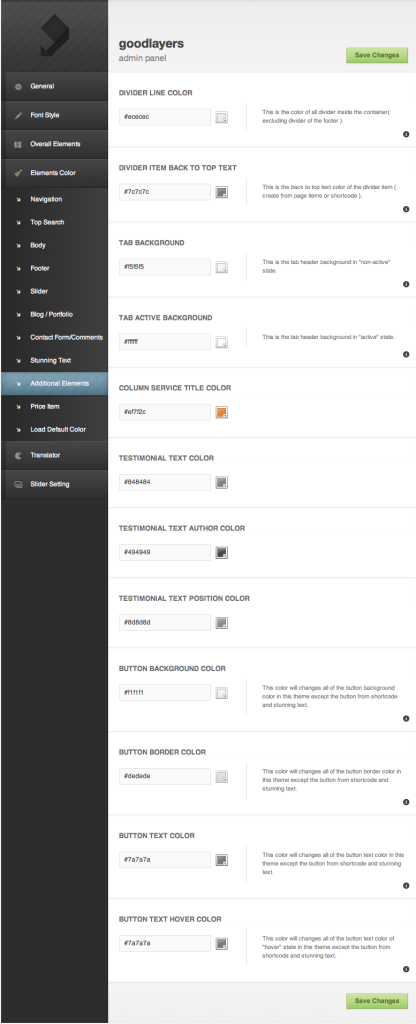 goodlayers
admin panel
Save Changes
General
Font Style
Overall Elements
Elements Color
Navigation
Top Search
Body
Footer
Slider
Blog / Portfolio
Contact Form/Comments
Stunning Text
Additional Elements
Price Item
Load Default Color
Translator
Slider Setting
DIVIDER LINE COLOR
#ececec
This is the color of all divider inside the container(
excluding divider of the footer ).
DIVIDER ITEM BACK TO TOP TEXT
#7c7c7c
This is the back to top text color of the divider item (
create from page items or shortcode ).
TAB BACKGROUND
#f5f5f5
This is the tab header background in "non-active"
state.
TAB ACTIVE BACKGROUND
#ffffff
This is the tab header background in "active" state.
COLUMN SERVICE TITLE COLOR
#ef7f2c
TESTIMONIAL TEXT COLOR
#848484
TESTIMONIAL TEXT AUTHOR COLOR
#494949
TESTIMONIAL TEXT POSITION COLOR
#8d8d8d
BUTTON BACKGROUND COLOR
#f1f1f1
This color will changes all of the button background
color in this theme except the button from shortcode
and stunning text.
BUTTON BORDER COLOR
#dedede
This color will changes all of the button border color in
this theme except the button from shortcode and
stunning text.
BUTTON TEXT COLOR
#7a7a7a
This color will changes all of the button text color in this
theme except the button from shortcode and stunning
text.
BUTTON TEXT HOVER COLOR
#7a7a7a
This color will changes all of the button text color of
"hover" state in this theme except the button from
shortcode and stunning text.
Save Changes